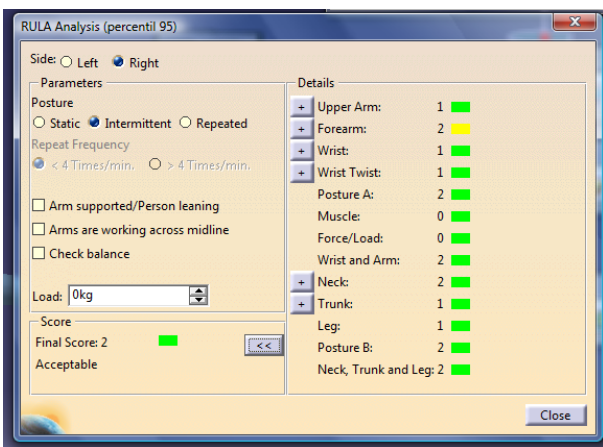 RULA Analysis (percentil 95)
Side: Left Right
Parameters
Posture
Static Intermittent Repeated
Repeat Frequency
< 4 Times/min. > 4 Times/min.
Arm supported/Person leaning
Arms are working across midline
Check balance
Load: 0kg
Score
Final Score: 2
<<
Acceptable
Details
+ Upper Arm: 1
+ Forearm: 2
+ Wrist: 1
+ Wrist Twist: 1
Posture A: 2
Muscle: 0
Force/Load: 0
Wrist and Arm: 2
+ Neck: 2
+ Trunk: 1
Leg: 1
Posture B: 2
Neck, Trunk and Leg: 2
Close